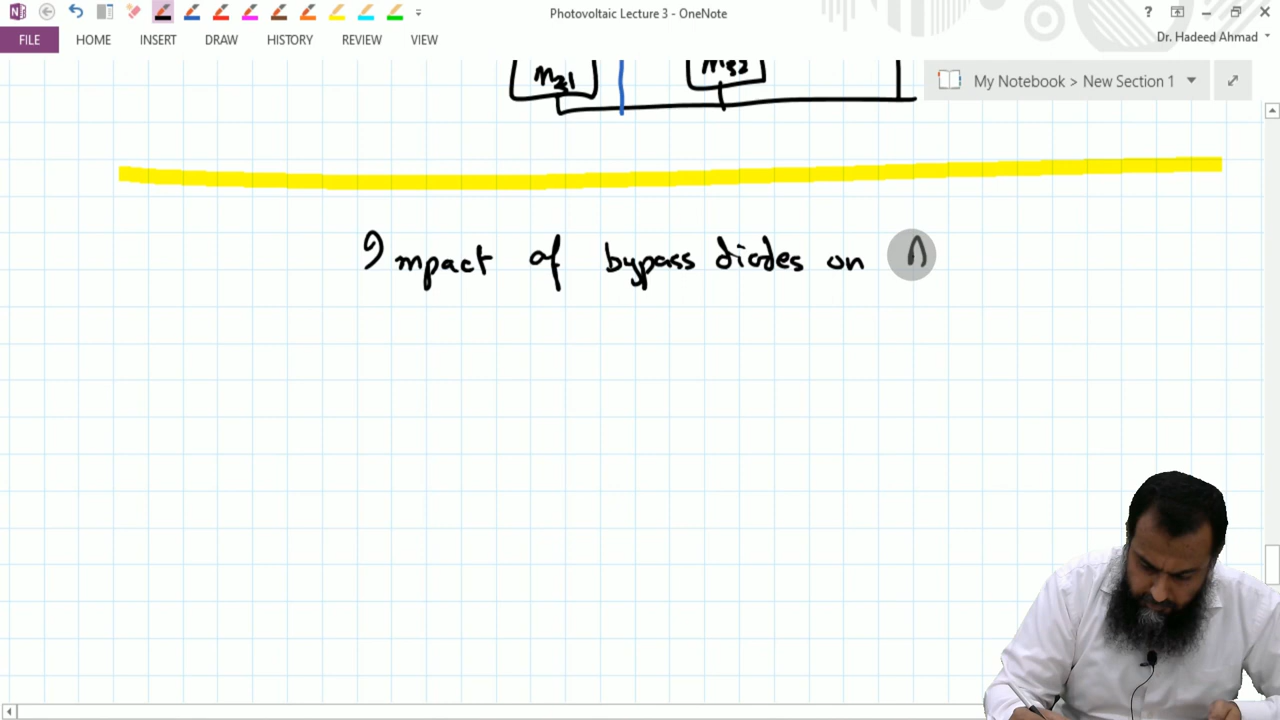 Photovoltaic Lecture 3 - OneNote
Dr. Hadeed Ahmad
FILE HOME INSERT DRAW HISTORY REVIEW VIEW
My Notebook > New Section 1
Impact of bypass diodes on